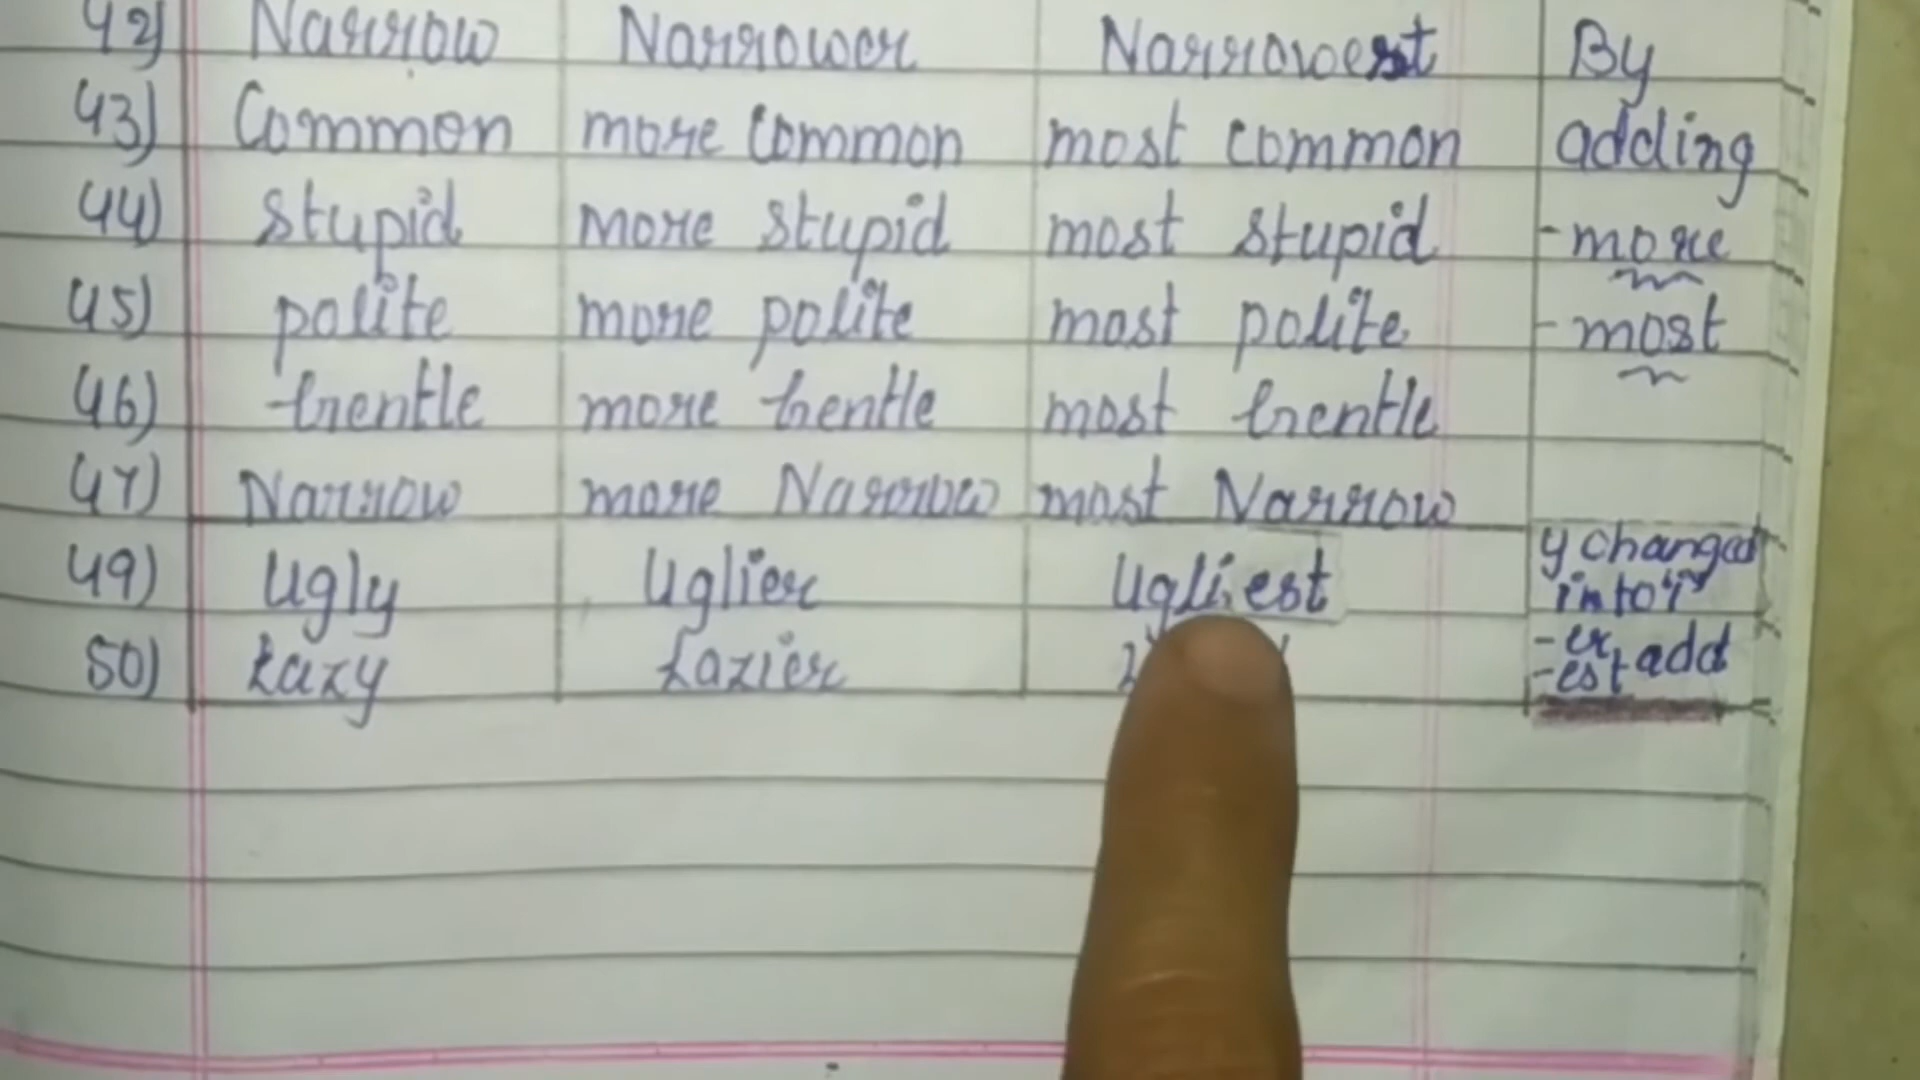 42) Narrow Narrower Narrowest By
43) Common more Common most common adding
44) Stupid more stupid most stupid - more
45) polite more polite most polite - most
46) Gentle more Gentle most Gentle
47) Narrow more Narrow most Narrow
49) Ugly Uglier Ugliest y changed
into 'i'
50) Lazy Lazier - er
- est add